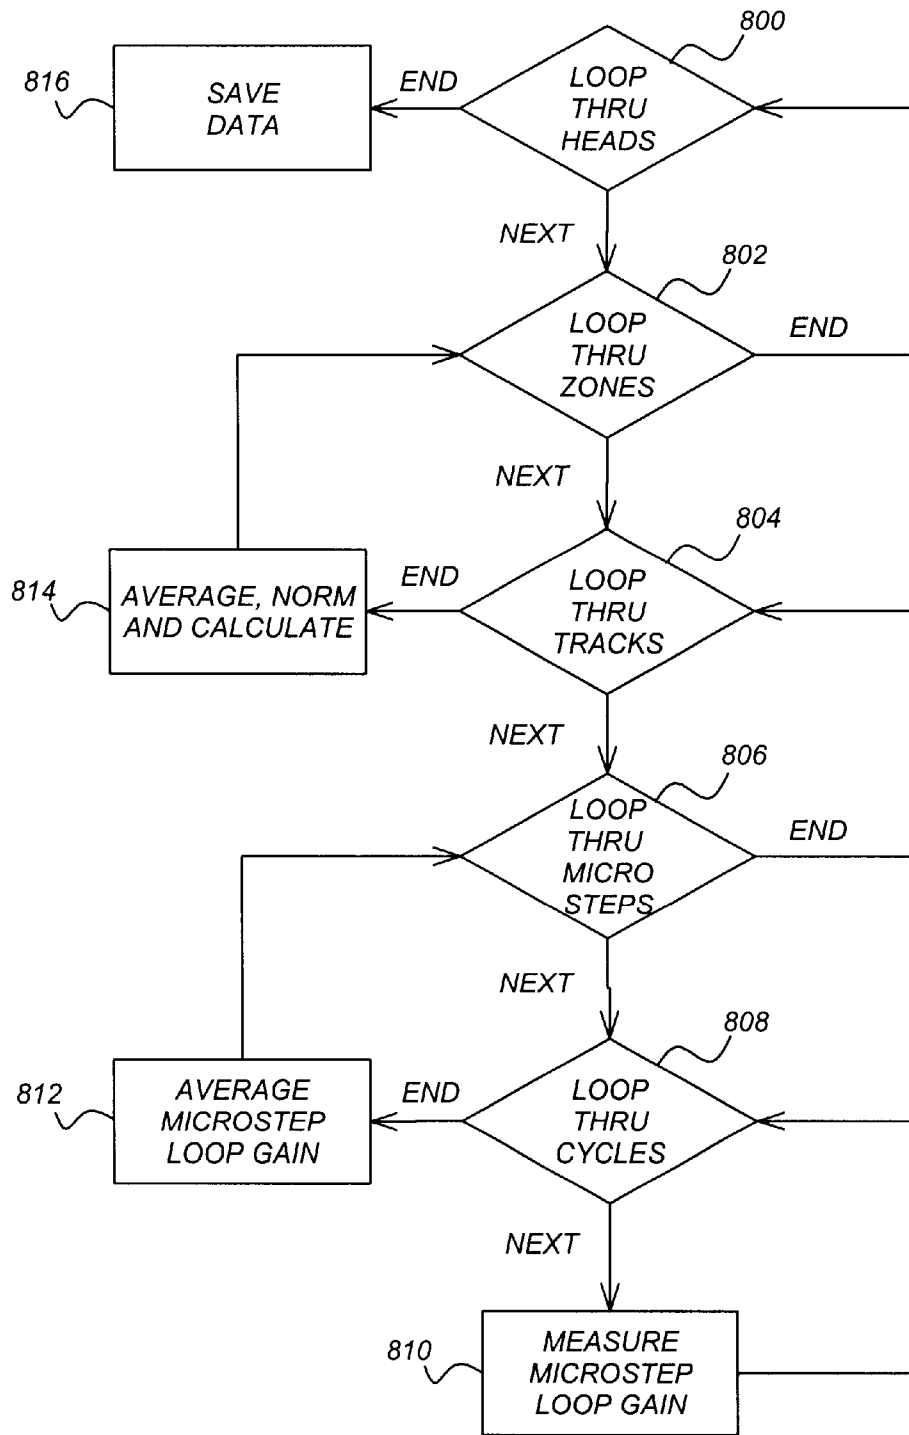 800
816
SAVE
DATA
END
LOOP
THRU
HEADS
NEXT
802
LOOP
THRU
ZONES
END
NEXT
804
814
AVERAGE, NORM
AND CALCULATE
END
LOOP
THRU
TRACKS
NEXT
806
LOOP
THRU
MICRO
STEPS
END
NEXT
808
812
AVERAGE
MICROSTEP
LOOP GAIN
END
LOOP
THRU
CYCLES
NEXT
810
MEASURE
MICROSTEP
LOOP GAIN